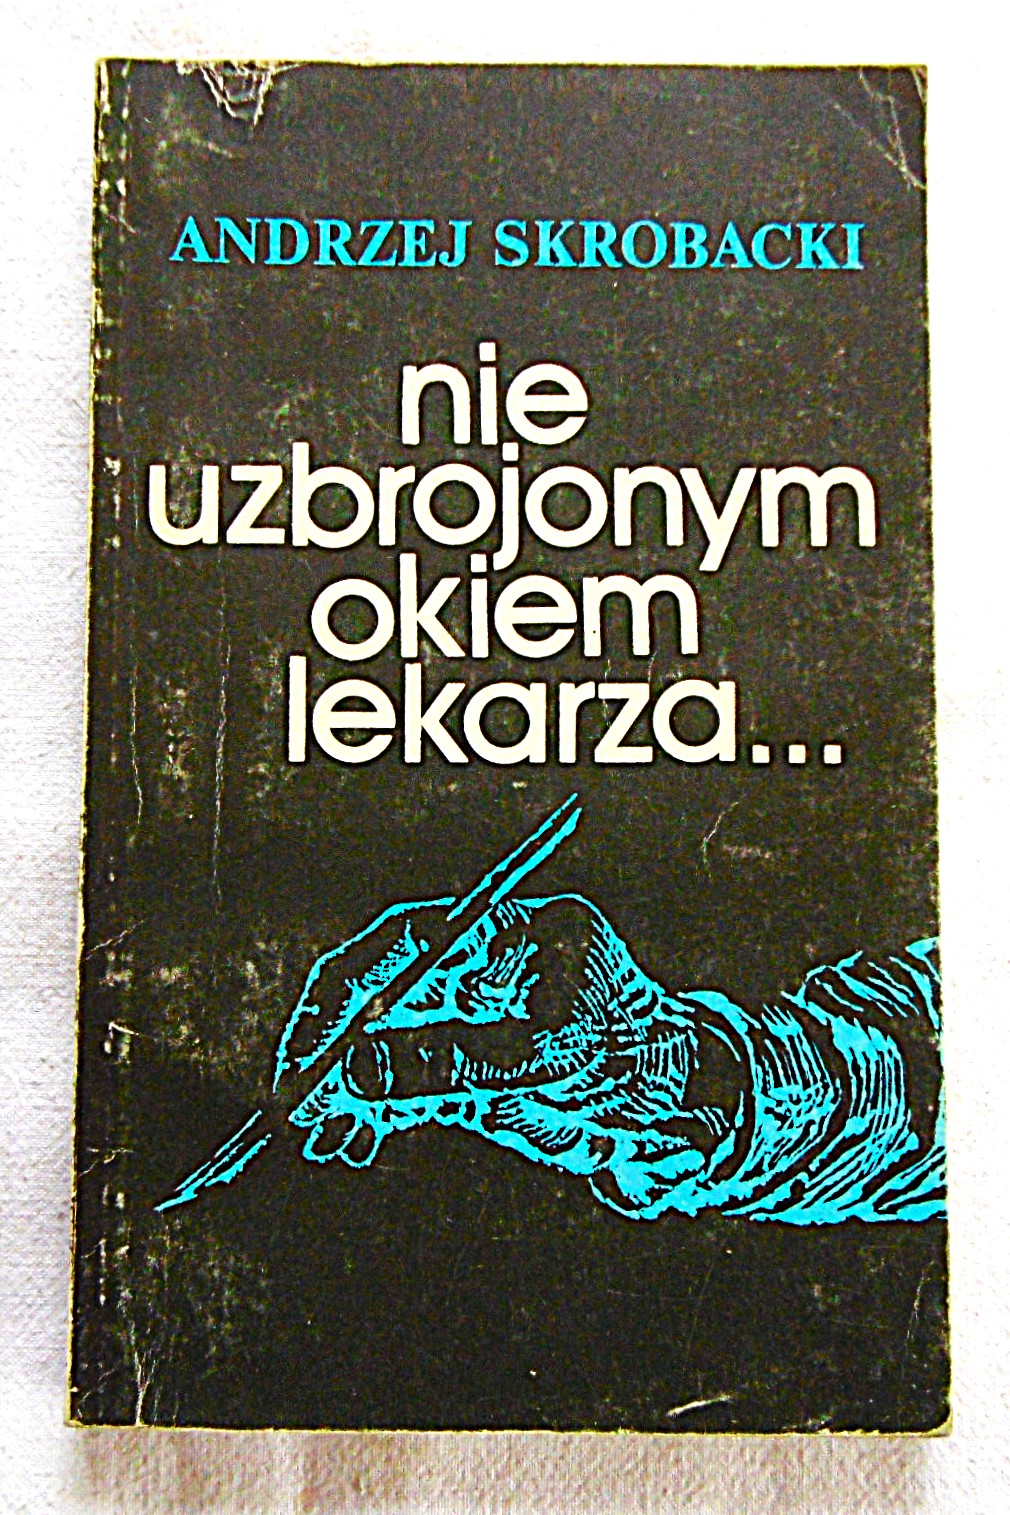 ANDRZEJ SKROBACKI
nie
uzbrojonym
okiem
lekarza...